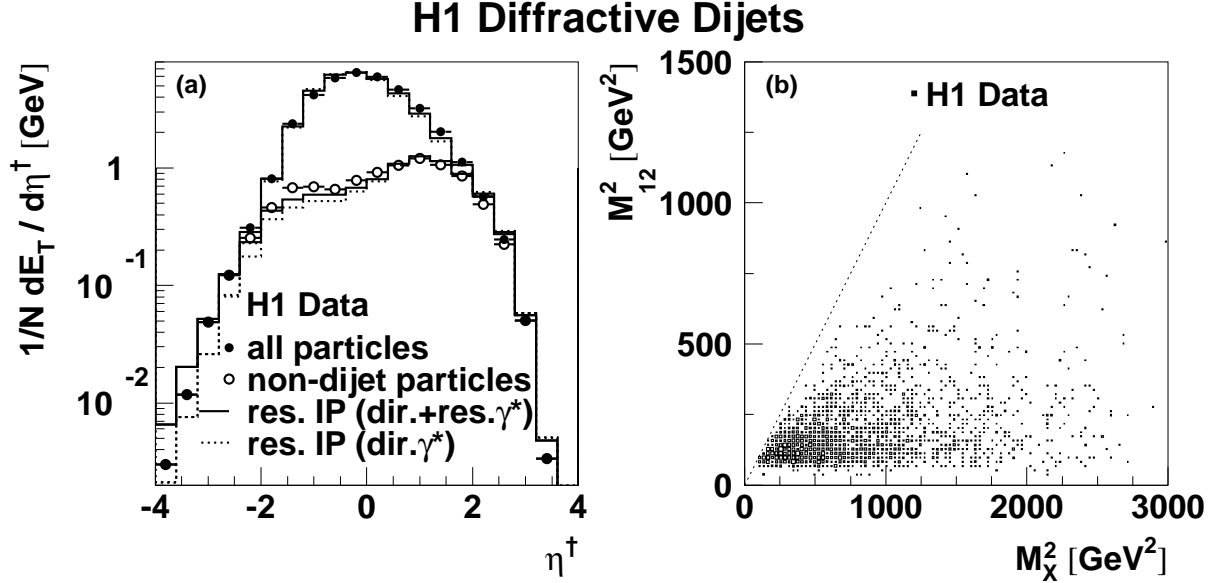 H1 Diffractive Dijets
(a)
1/N dE_T / dη† [GeV]
1
10^-1
10^-2
H1 Data
all particles
non-dijet particles
res. IP (dir.+res.γ*)
res. IP (dir.γ*)
-4 -2 0 2 4
η†
(b)
H1 Data
M²₁₂ [GeV²]
1500
1000
500
0
0 1000 2000 3000
M²_X [GeV²]